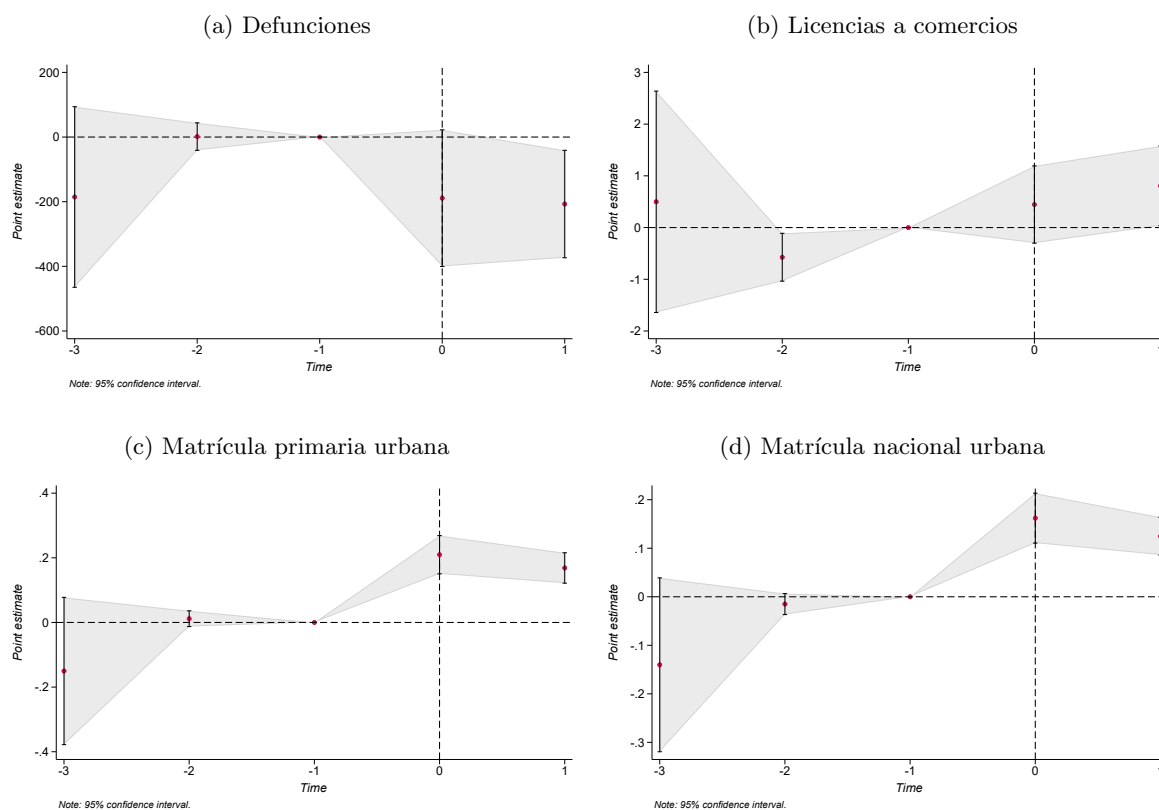 (a) Defunciones
200
0
-200
-400
-600
Point estimate
-3 -2 -1 0 1
Time
Note: 95% confidence interval.
(b) Licencias a comercios
3
2
1
0
-1
-2
Point estimate
-3 -2 -1 0 1
Time
Note: 95% confidence interval.
(c) Matrícula primaria urbana
.4
.2
0
-.2
-.4
Point estimate
-3 -2 -1 0 1
Time
Note: 95% confidence interval.
(d) Matrícula nacional urbana
.2
.1
0
-.1
-.2
-.3
Point estimate
-3 -2 -1 0 1
Time
Note: 95% confidence interval.